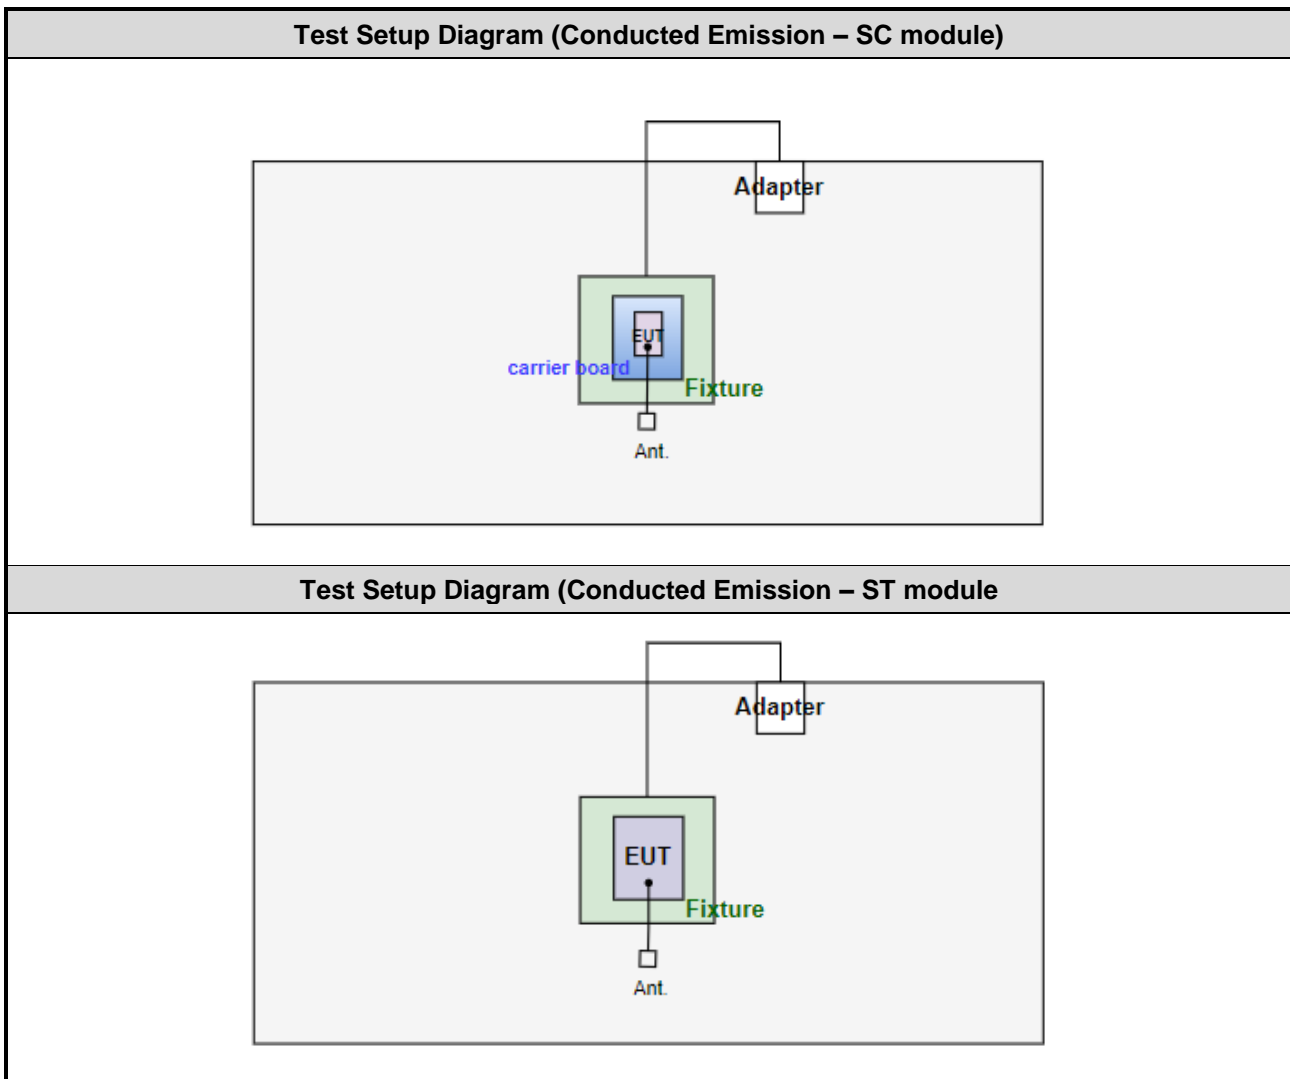 Test Setup Diagram (Conducted Emission – SC module)
Adapter
EUT
carrier board
Fixture
Ant.
Test Setup Diagram (Conducted Emission – ST module
Adapter
EUT
Fixture
Ant.